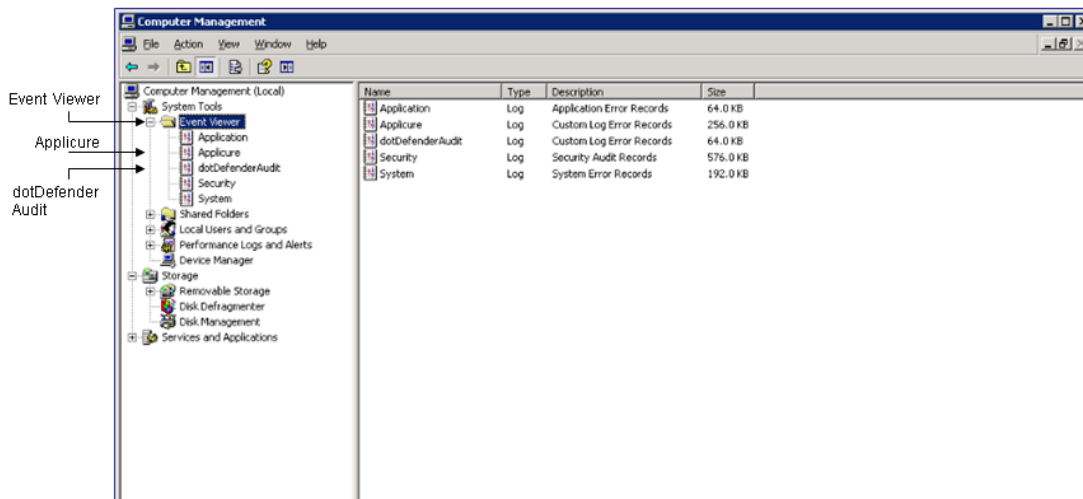 Computer Management
File Action View Window Help
Event Viewer
Applicure
dotDefender
Audit
Computer Management (Local)
System Tools
Event Viewer
Application
Applicure
dotDefenderAudit
Security
System
Shared Folders
Local Users and Groups
Performance Logs and Alerts
Device Manager
Storage
Removable Storage
Disk Defragmenter
Disk Management
Services and Applications
Name Type Description Size
Application Log Application Error Records 64.0 KB
Applicure Log Custom Log Error Records 256.0 KB
dotDefenderAudit Log Custom Log Error Records 64.0 KB
Security Log Security Audit Records 576.0 KB
System Log System Error Records 192.0 KB